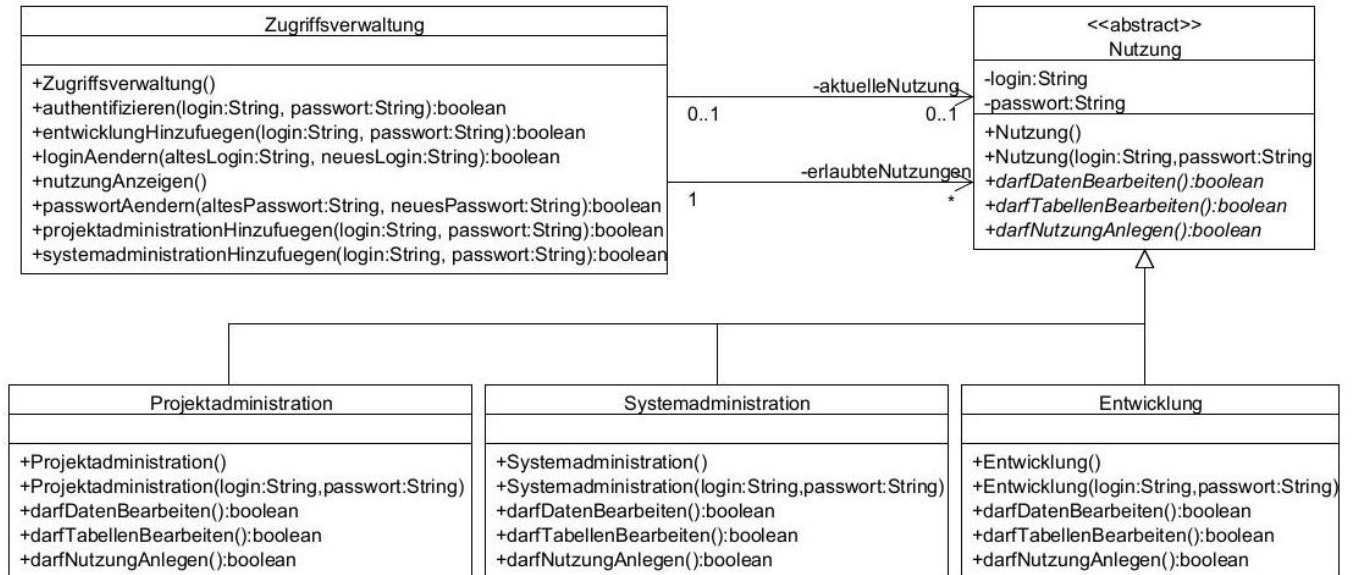 Zugriffsverwaltung
+Zugriffsverwaltung()
+authentifizieren(login:String, passwort:String):boolean
+entwicklungHinzufuegen(login:String, passwort:String):boolean
+loginAendern(altesLogin:String, neuesLogin:String):boolean
+nutzungAnzeigen()
+passwortAendern(altesPasswort:String, neuesPasswort:String):boolean
+projektadministrationHinzufuegen(login:String, passwort:String):boolean
+systemadministrationHinzufuegen(login:String, passwort:String):boolean
-aktuelleNutzung
0..1
0..1
-erlaubteNutzungen
1
*
<<abstract>>
Nutzung
-login:String
-passwort:String
+Nutzung()
+Nutzung(login:String,passwort:String
+darfDatenBearbeiten():boolean
+darfTabellenBearbeiten():boolean
+darfNutzungAnlegen():boolean
Projektadministration
+Projektadministration()
+Projektadministration(login:String,passwort:String)
+darfDatenBearbeiten():boolean
+darfTabellenBearbeiten():boolean
+darfNutzungAnlegen():boolean
Systemadministration
+Systemadministration()
+Systemadministration(login:String,passwort:String)
+darfDatenBearbeiten():boolean
+darfTabellenBearbeiten():boolean
+darfNutzungAnlegen():boolean
Entwicklung
+Entwicklung()
+Entwicklung(login:String,passwort:String)
+darfDatenBearbeiten():boolean
+darfTabellenBearbeiten():boolean
+darfNutzungAnlegen():boolean